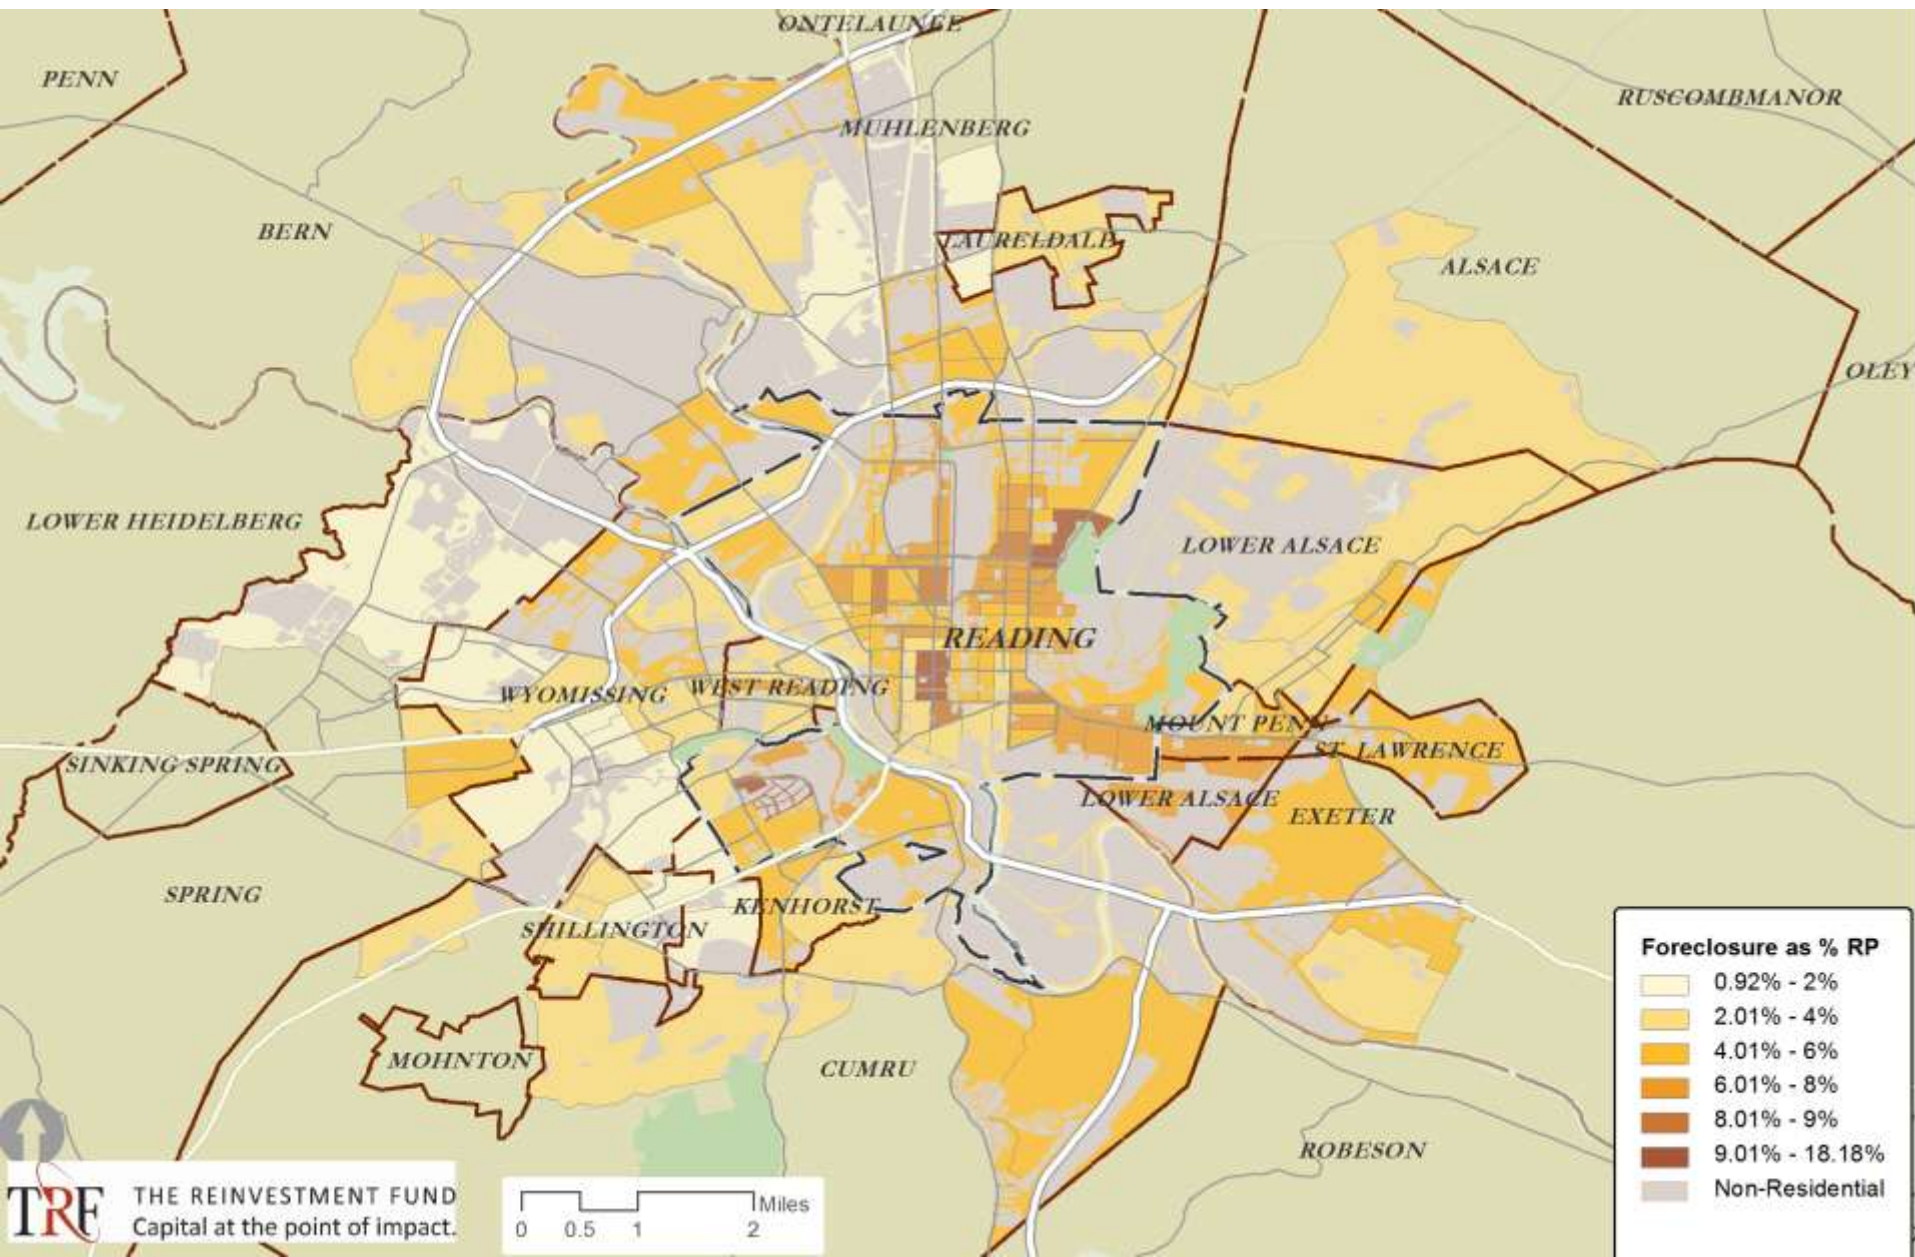 ONTELAUNEE
PENN
RUSCOMBMANOR
MUHLENBERG
BERN
LAURELDALE
ALSACE
OLEY
LOWER HEIDELBERG
LOWER ALSACE
READING
WYOMISSING
WEST READING
MOUNT PENN
ST. LAWRENCE
SINKING SPRING
LOWER ALSACE
EXETER
SPRING
KENHORST
SHILLINGTON
MOHNTON
CUMRU
ROBESON
Foreclosure as % RP
0.92% - 2%
2.01% - 4%
4.01% - 6%
6.01% - 8%
8.01% - 9%
9.01% - 18.18%
Non-Residential
TRF
THE REINVESTMENT FUND
Capital at the point of impact.
Miles
0 0.5 1 2